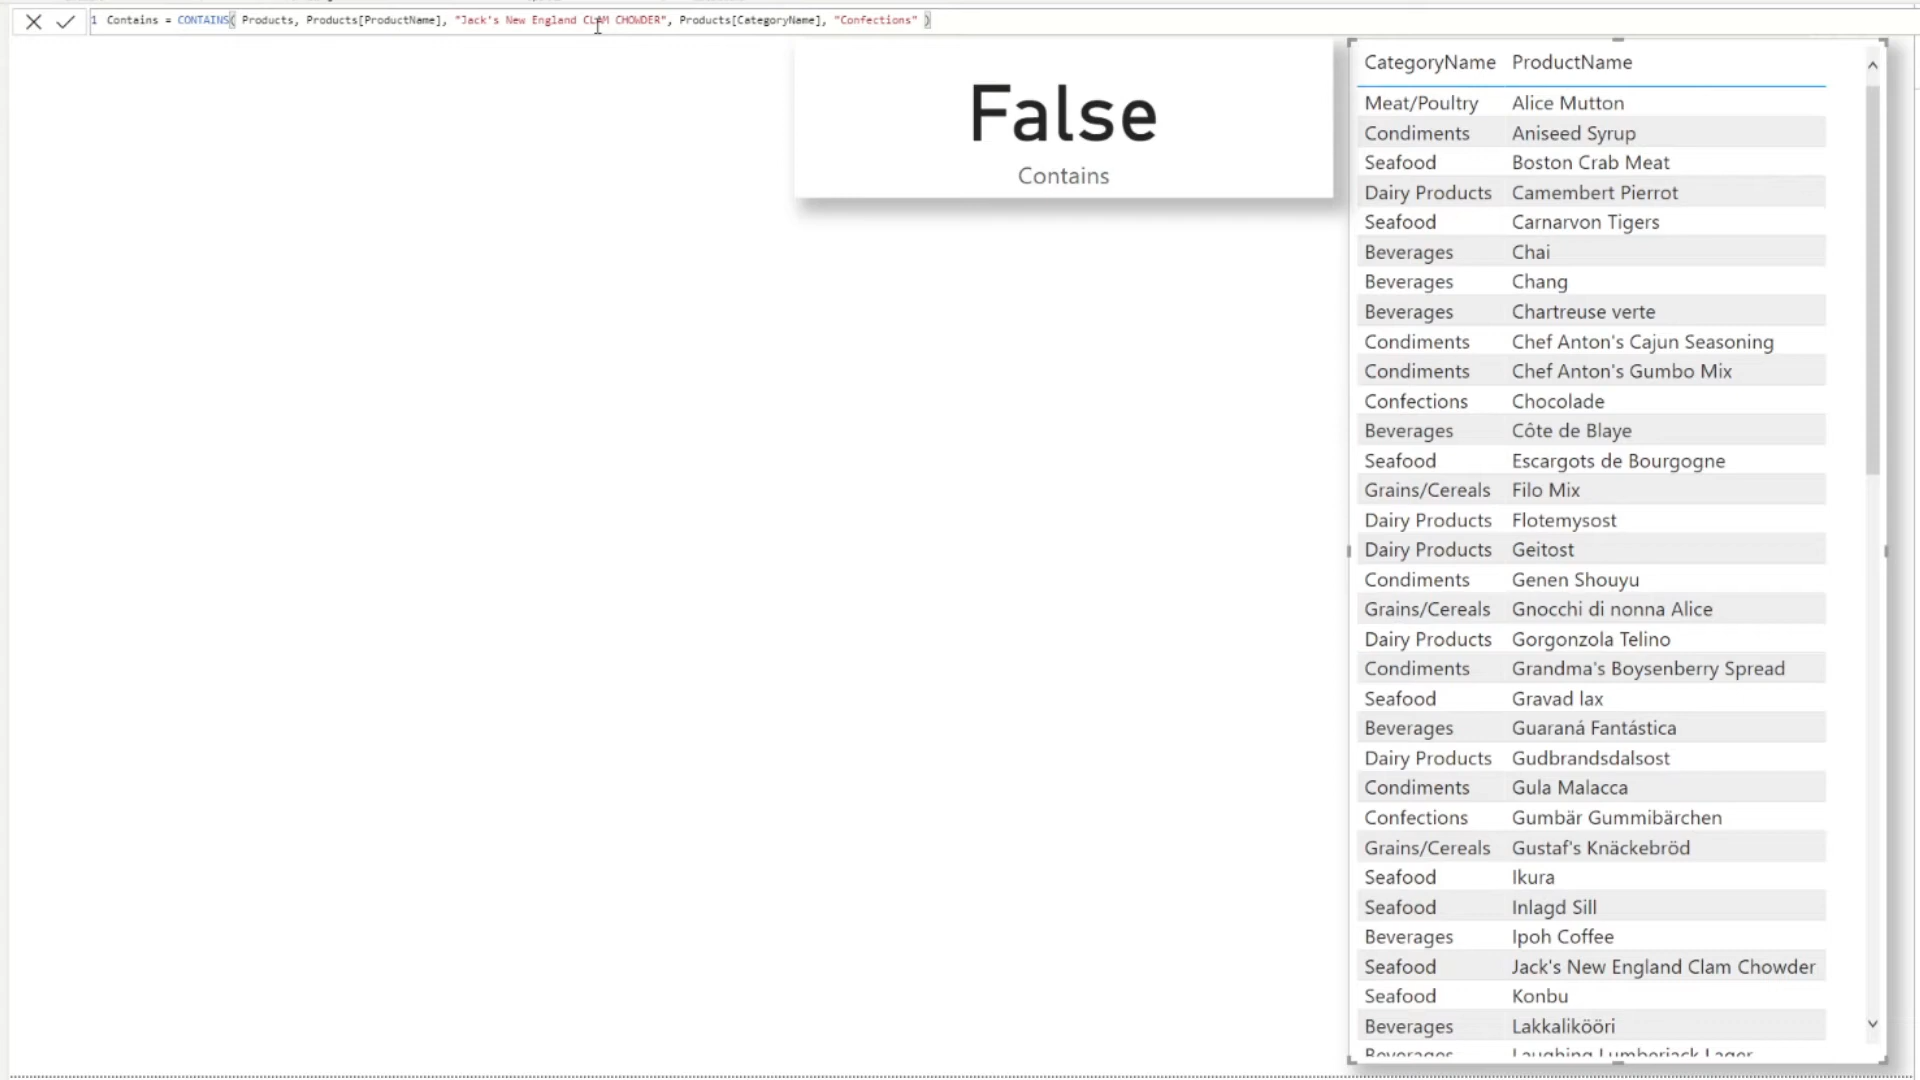 1 Contains = CONTAINS( Products, Products[ProductName], "Jack's New England CLAM CHOWDER", Products[CategoryName], "Confections" )
False
Contains
CategoryName ProductName
Meat/Poultry Alice Mutton
Condiments Aniseed Syrup
Seafood Boston Crab Meat
Dairy Products Camembert Pierrot
Seafood Carnarvon Tigers
Beverages Chai
Beverages Chang
Beverages Chartreuse verte
Condiments Chef Anton's Cajun Seasoning
Condiments Chef Anton's Gumbo Mix
Confections Chocolade
Beverages Côte de Blaye
Seafood Escargots de Bourgogne
Grains/Cereals Filo Mix
Dairy Products Flotemysost
Dairy Products Geitost
Condiments Genen Shouyu
Grains/Cereals Gnocchi di nonna Alice
Dairy Products Gorgonzola Telino
Condiments Grandma's Boysenberry Spread
Seafood Gravad lax
Beverages Guaraná Fantástica
Dairy Products Gudbrandsdalsost
Condiments Gula Malacca
Confections Gumbär Gummibärchen
Grains/Cereals Gustaf's Knäckebröd
Seafood Ikura
Seafood Inlagd Sill
Beverages Ipoh Coffee
Seafood Jack's New England Clam Chowder
Seafood Konbu
Beverages Lakkalikööri
Beverages Laughing Lumberjack Lager